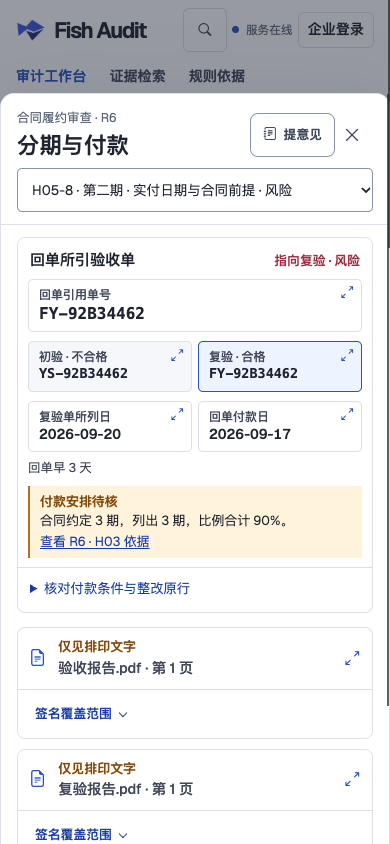 Fish Audit
服务在线
企业登录
审计工作台
证据检索
规则依据
合同履约审查 · R6
分期与付款
提意见
H05-8 · 第二期 · 实付日期与合同前提 · 风险
回单所引验收单
指向复验 · 风险
回单引用单号
FY-92B34462
初验 · 不合格
YS-92B34462
复验 · 合格
FY-92B34462
复验单所列日
2026-09-20
回单付款日
2026-09-17
回单早 3 天
付款安排待核
合同约定 3 期，列出 3 期，比例合计 90%。
查看 R6 · H03 依据
核对付款条件与整改原行
仅见排印文字
验收报告.pdf · 第 1 页
签名覆盖范围
仅见排印文字
复验报告.pdf · 第 1 页
签名覆盖范围